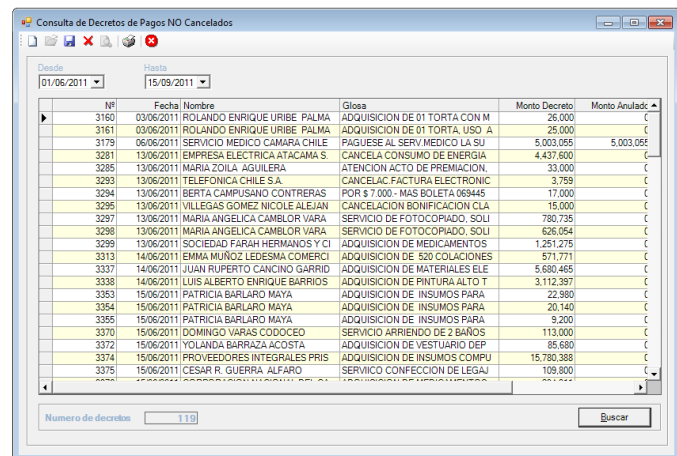 Consulta de Decretos de Pagos NO Cancelados
Desde Hasta
01/06/2011 15/09/2011
Nº Fecha Nombre Glosa Monto Decreto Monto Anulado
3160 03/06/2011 ROLANDO ENRIQUE URIBE PALMA ADQUISICION DE 01 TORTA CON M 26,000
3161 03/06/2011 ROLANDO ENRIQUE URIBE PALMA ADQUISICION DE 01 TORTA, USO A 25,000
3179 06/06/2011 SERVICIO MEDICO CAMARA CHILE PAGUESE AL SERV.MEDICO LA SU 5,003,055 5,003,055
3281 13/06/2011 EMPRESA ELECTRICA ATACAMA S. CANCELA CONSUMO DE ENERGIA 4,437,600
3285 13/06/2011 MARIA ZOILA AGUILERA ATENCION ACTO DE PREMIACION, 33,000
3293 13/06/2011 TELEFONICA CHILE S.A. CANCELAC.FACTURA ELECTRONIC 3,759
3294 13/06/2011 BERTA CAMPUSANO CONTRERAS POR $ 7.000.- MAS BOLETA 069445 17,000
3295 13/06/2011 VILLEGAS GOMEZ NICOLE ALEJAN CANCELACION BONIFICACION CLA 15,000
3297 13/06/2011 MARIA ANGELICA CAMBLOR VARA SERVICIO DE FOTOCOPIADO, SOLI 780,735
3298 13/06/2011 MARIA ANGELICA CAMBLOR VARA SERVICIO DE FOTOCOPIADO, SOLI 626,054
3299 13/06/2011 SOCIEDAD FARAH HERMANOS Y CI ADQUISICION DE MEDICAMENTOS 1,251,275
3313 14/06/2011 EMMA MUÑOZ LEDESMA COMERCI ADQUISICION DE 520 COLACIONES 571,771
3337 14/06/2011 JUAN RUPERTO CANCINO GARRID ADQUISICION DE MATERIALES ELE 5,680,465
3338 14/06/2011 LUIS ALBERTO ENRIQUE BARRIOS ADQUISICION DE PINTURA ALTO T 3,112,397
3353 15/06/2011 PATRICIA BARLARO MAYA ADQUISICION DE INSUMOS PARA 22,980
3354 15/06/2011 PATRICIA BARLARO MAYA ADQUISICION DE INSUMOS PARA 20,140
3355 15/06/2011 PATRICIA BARLARO MAYA ADQUISICION DE INSUMOS PARA 9,200
3370 15/06/2011 DOMINGO VARAS CODOCEO SERVICIO ARRIENDO DE 2 BAÑOS 113,000
3372 15/06/2011 YOLANDA BARRAZA ACOSTA ADQUISICION DE VESTUARIO DEP 85,680
3374 15/06/2011 PROVEEDORES INTEGRALES PRIS ADQUISICION DE INSUMOS COMPU 15,780,388
3375 15/06/2011 CESAR R. GUERRA ALFARO SERVIICO CONFECCION DE LEGAJ 109,800
Numero de decretos 119 Buscar